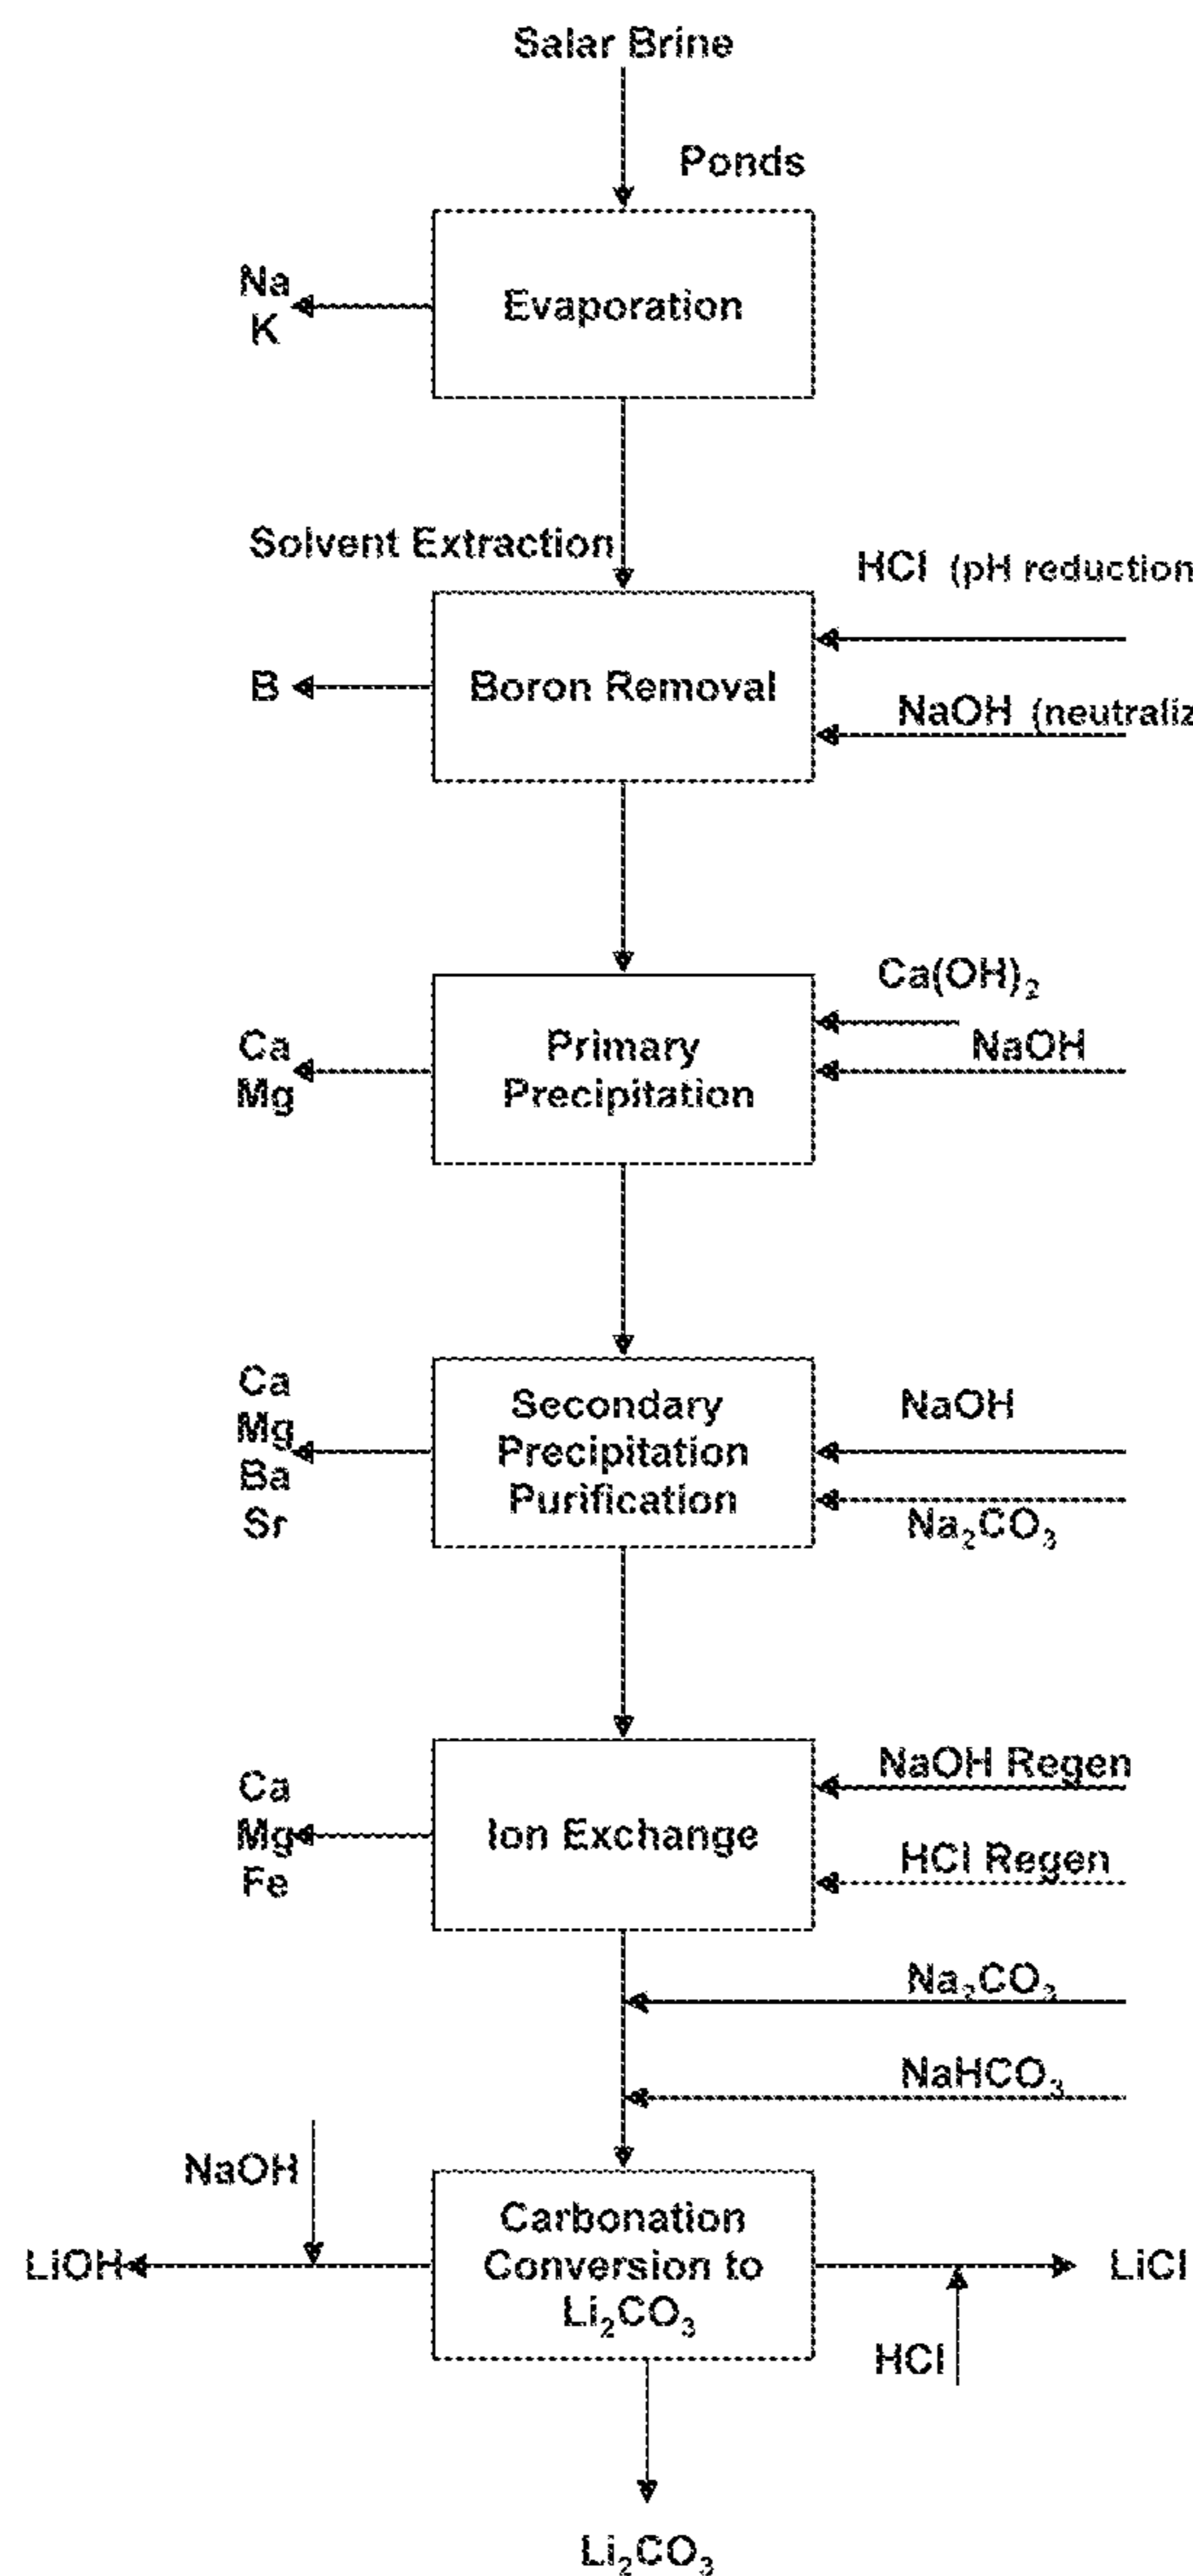 Salar Brine
Ponds
Na
K
Evaporation
Solvent Extraction
HCl (pH reduction
B
Boron Removal
NaOH (neutraliz
Ca(OH)₂
NaOH
Ca
Mg
Primary
Precipitation
Ca
Mg
Ba
Sr
Secondary
Precipitation
Purification
NaOH
Na₂CO₃
Ca
Mg
Fe
Ion Exchange
NaOH Regen
HCl Regen
Na₂CO₃
NaHCO₃
NaOH
LiOH
Carbonation
Conversion to
Li₂CO₃
LiCl
HCl
Li₂CO₃